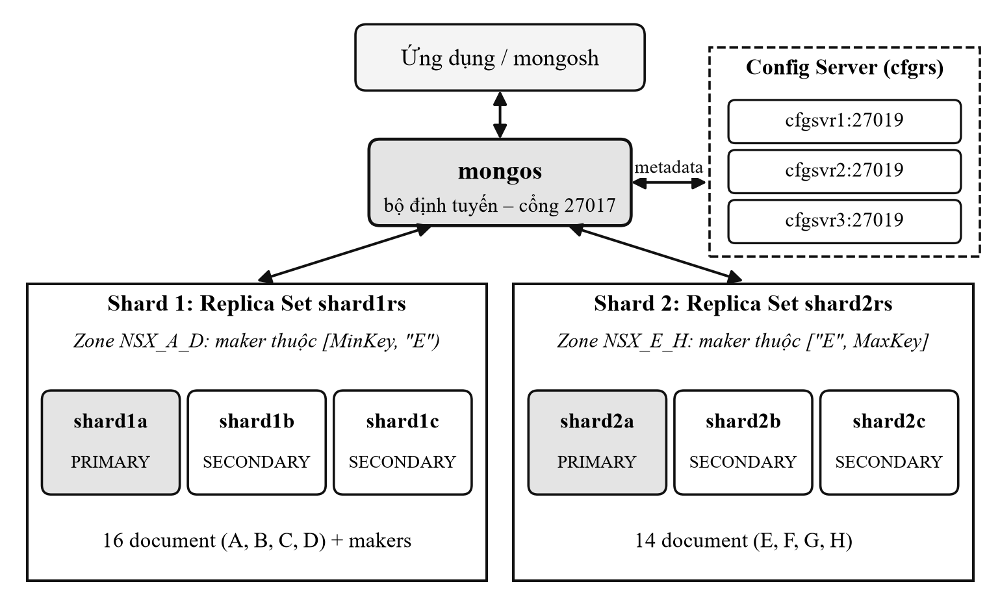 Ứng dụng / mongosh
Config Server (cfgrs)
cfgsvr1:27019
cfgsvr2:27019
cfgsvr3:27019
mongos
bộ định tuyến – cổng 27017
metadata
Shard 1: Replica Set shard1rs
Zone NSX_A_D: maker thuộc [MinKey, "E")
shard1a
PRIMARY
shard1b
SECONDARY
shard1c
SECONDARY
16 document (A, B, C, D) + makers
Shard 2: Replica Set shard2rs
Zone NSX_E_H: maker thuộc ["E", MaxKey]
shard2a
PRIMARY
shard2b
SECONDARY
shard2c
SECONDARY
14 document (E, F, G, H)